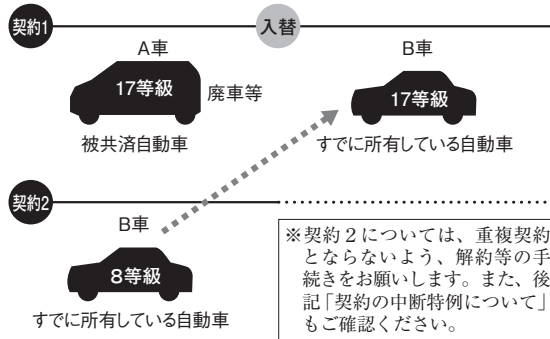 契約1
入替
A車
B車
17等級
廃車等
17等級
被共済自動車
すでに所有している自動車
契約2
B車
8等級
すでに所有している自動車
※契約２については、重複契約
とならないよう、解約等の手
続きをお願いします。また、後
記「契約の中断特例について」
もご確認ください。